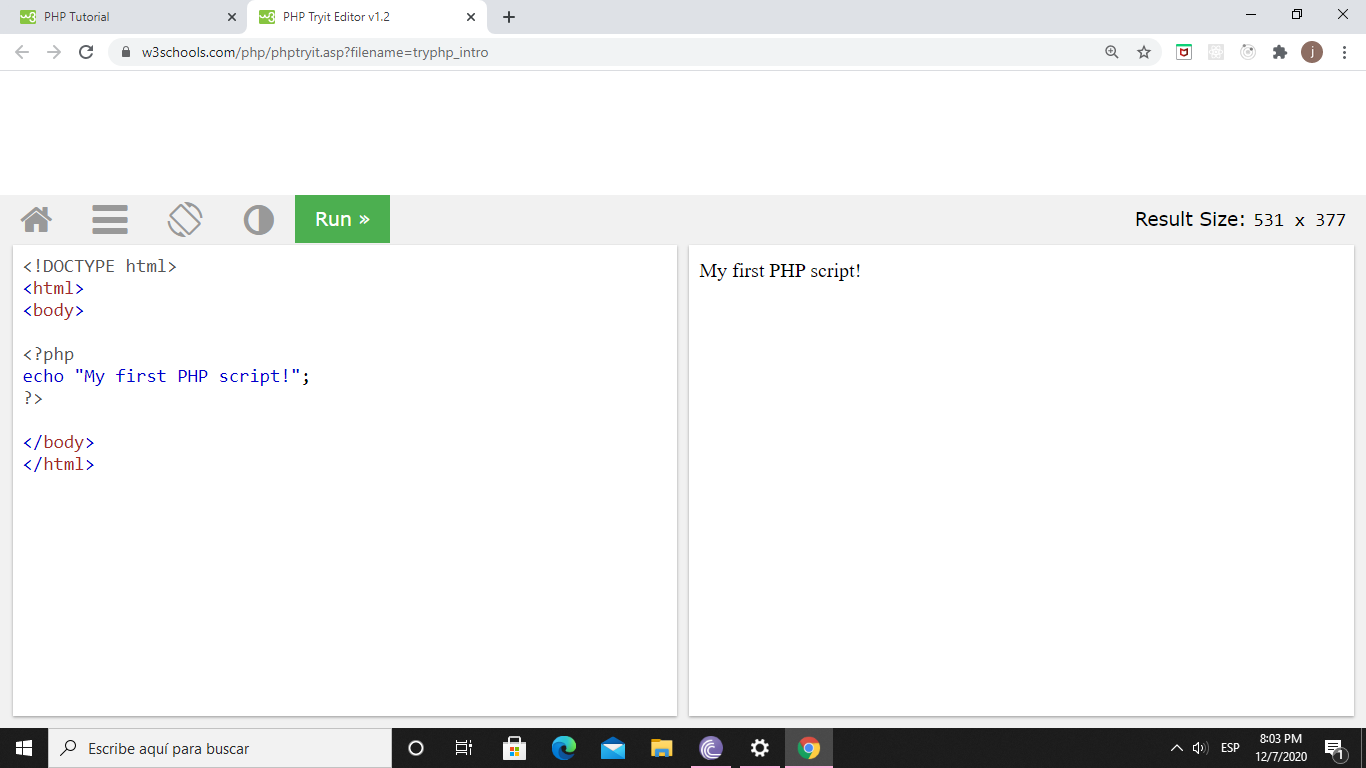 PHP Tutorial
PHP Tryit Editor v1.2
w3schools.com/php/phptryit.asp?filename=tryphp_intro
j
Run »
Result Size: 531 x 377
<!DOCTYPE html>
<html>
<body>
<?php
echo "My first PHP script!";
?>
</body>
</html>
My first PHP script!
Escribe aquí para buscar
ESP
8:03 PM
12/7/2020
1